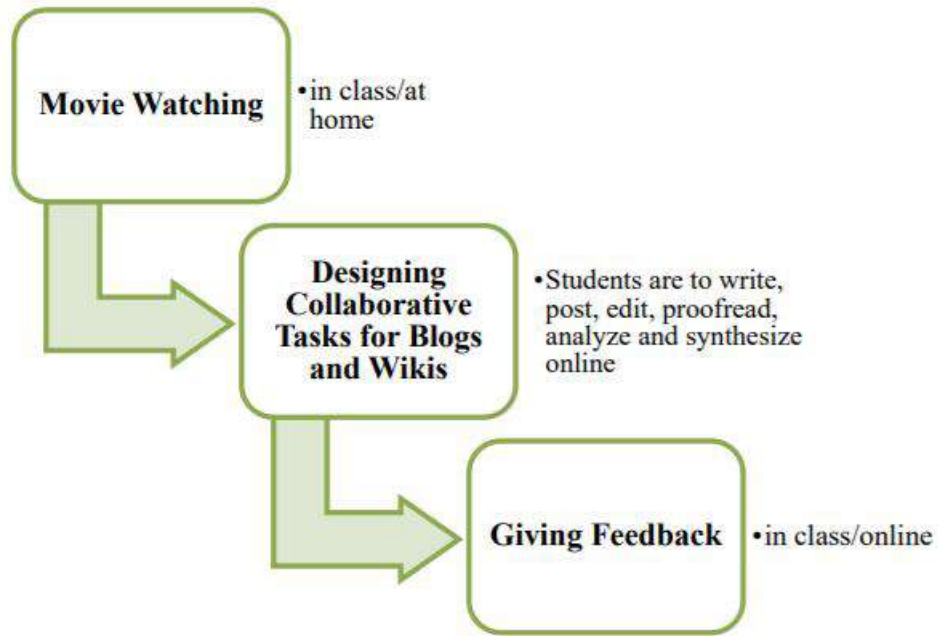 Movie Watching
•in class/at
home
Designing
Collaborative
Tasks for Blogs
and Wikis
•Students are to write,
post, edit, proofread,
analyze and synthesize
online
Giving Feedback
•in class/online